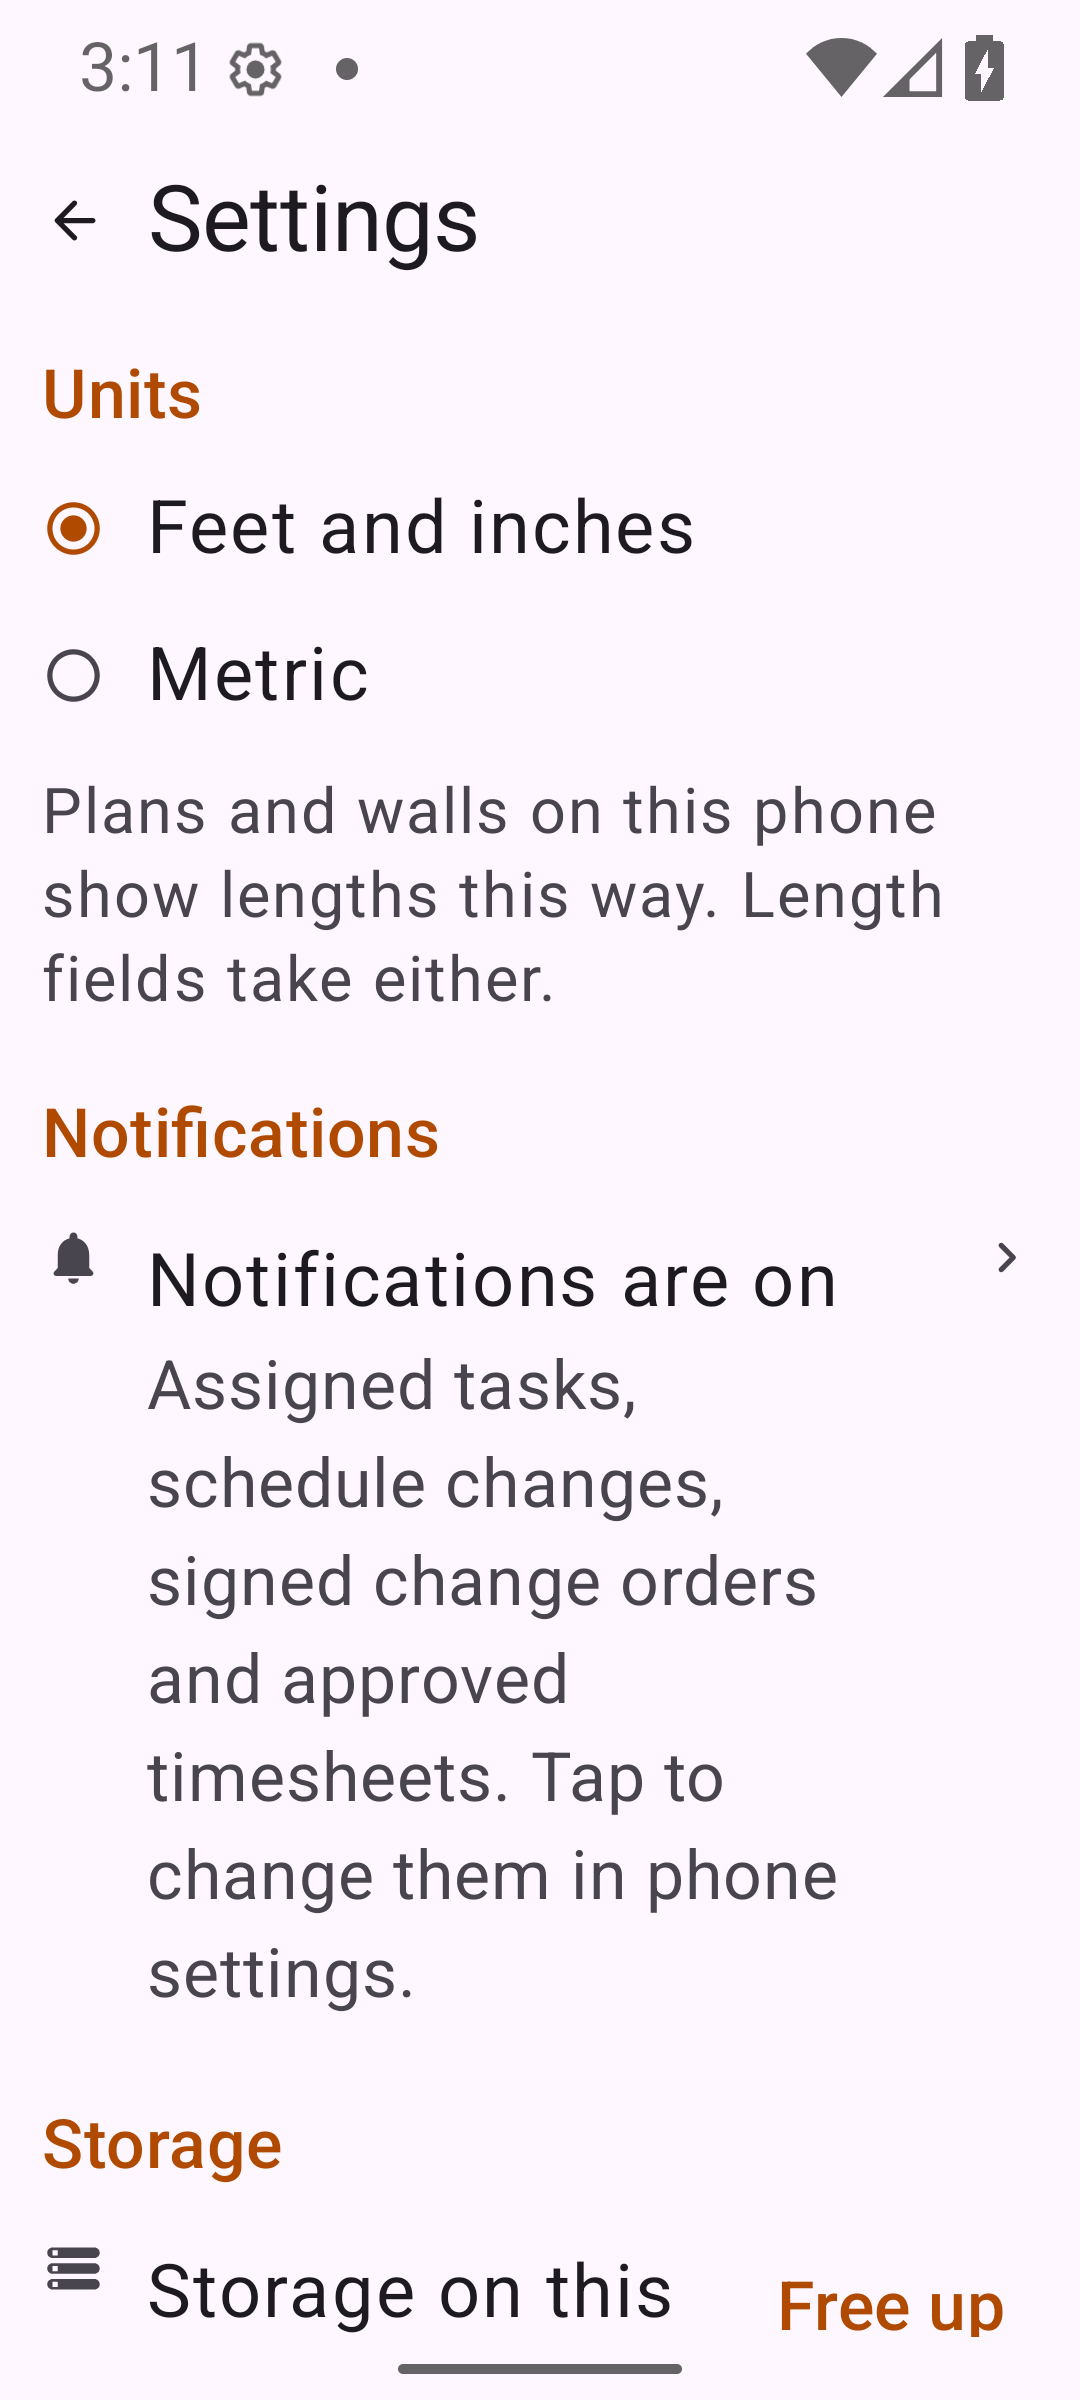 3:11
Settings
Units
Feet and inches
Metric
Plans and walls on this phone
show lengths this way. Length
fields take either.
Notifications
Notifications are on
Assigned tasks,
schedule changes,
signed change orders
and approved
timesheets. Tap to
change them in phone
settings.
Storage
Storage on this
Free up